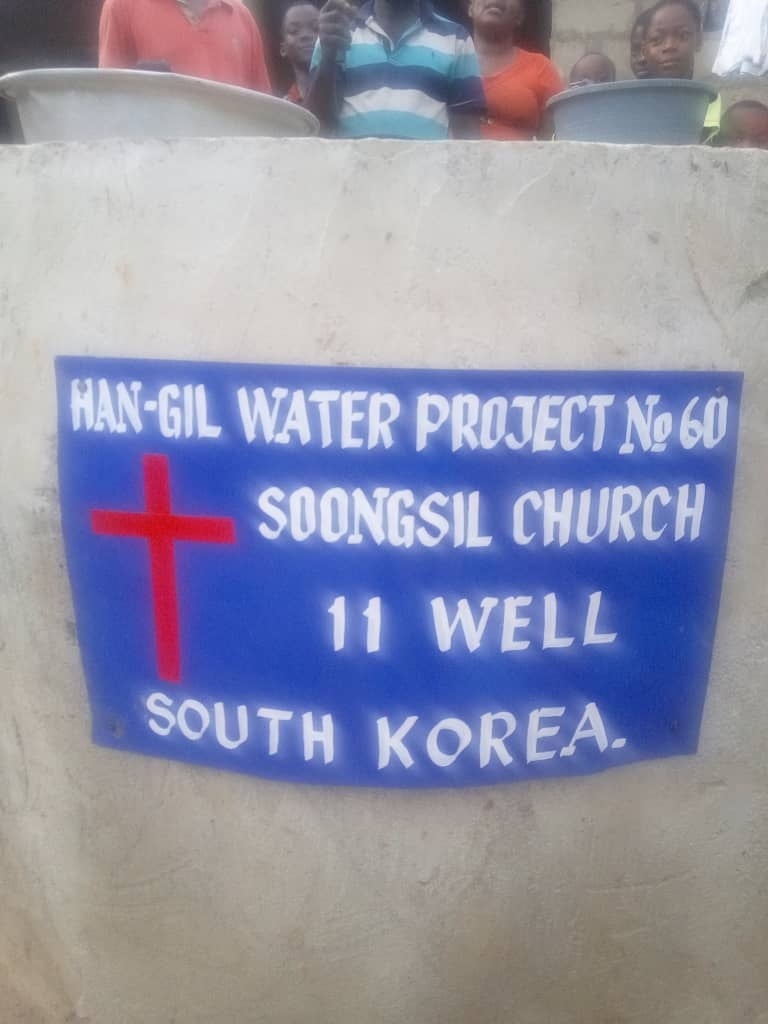 HAN-GIL WATER PROJECT No 60
SOONGSIL CHURCH
11 WELL
SOUTH KOREA.